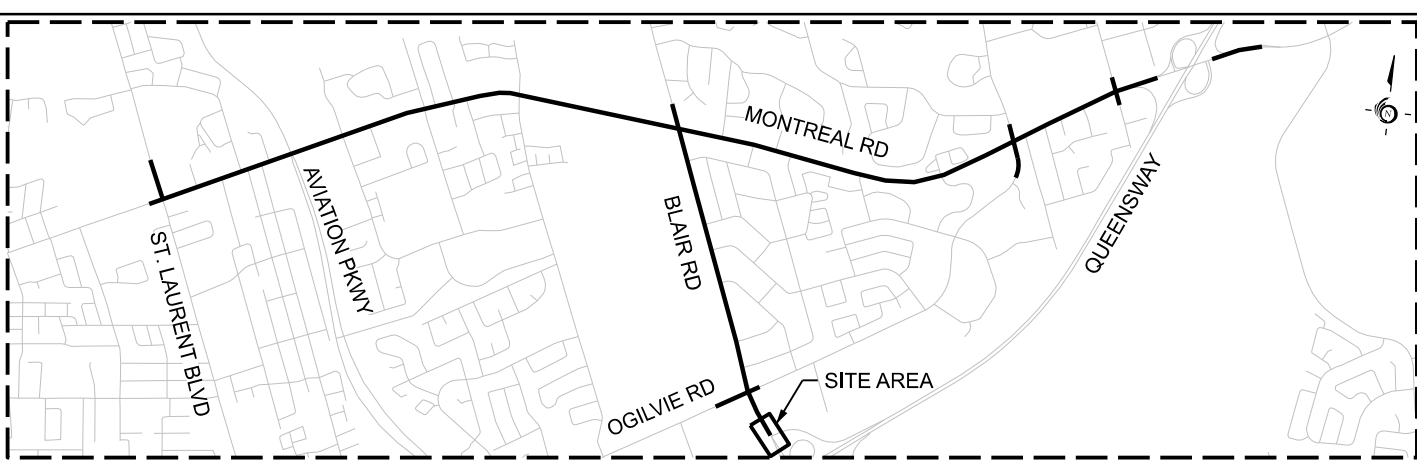 MONTREAL RD
N
AVIATION PKWY
QUEENSWAY
BLAIR RD
ST. LAURENT BLVD
SITE AREA
OGILVIE RD